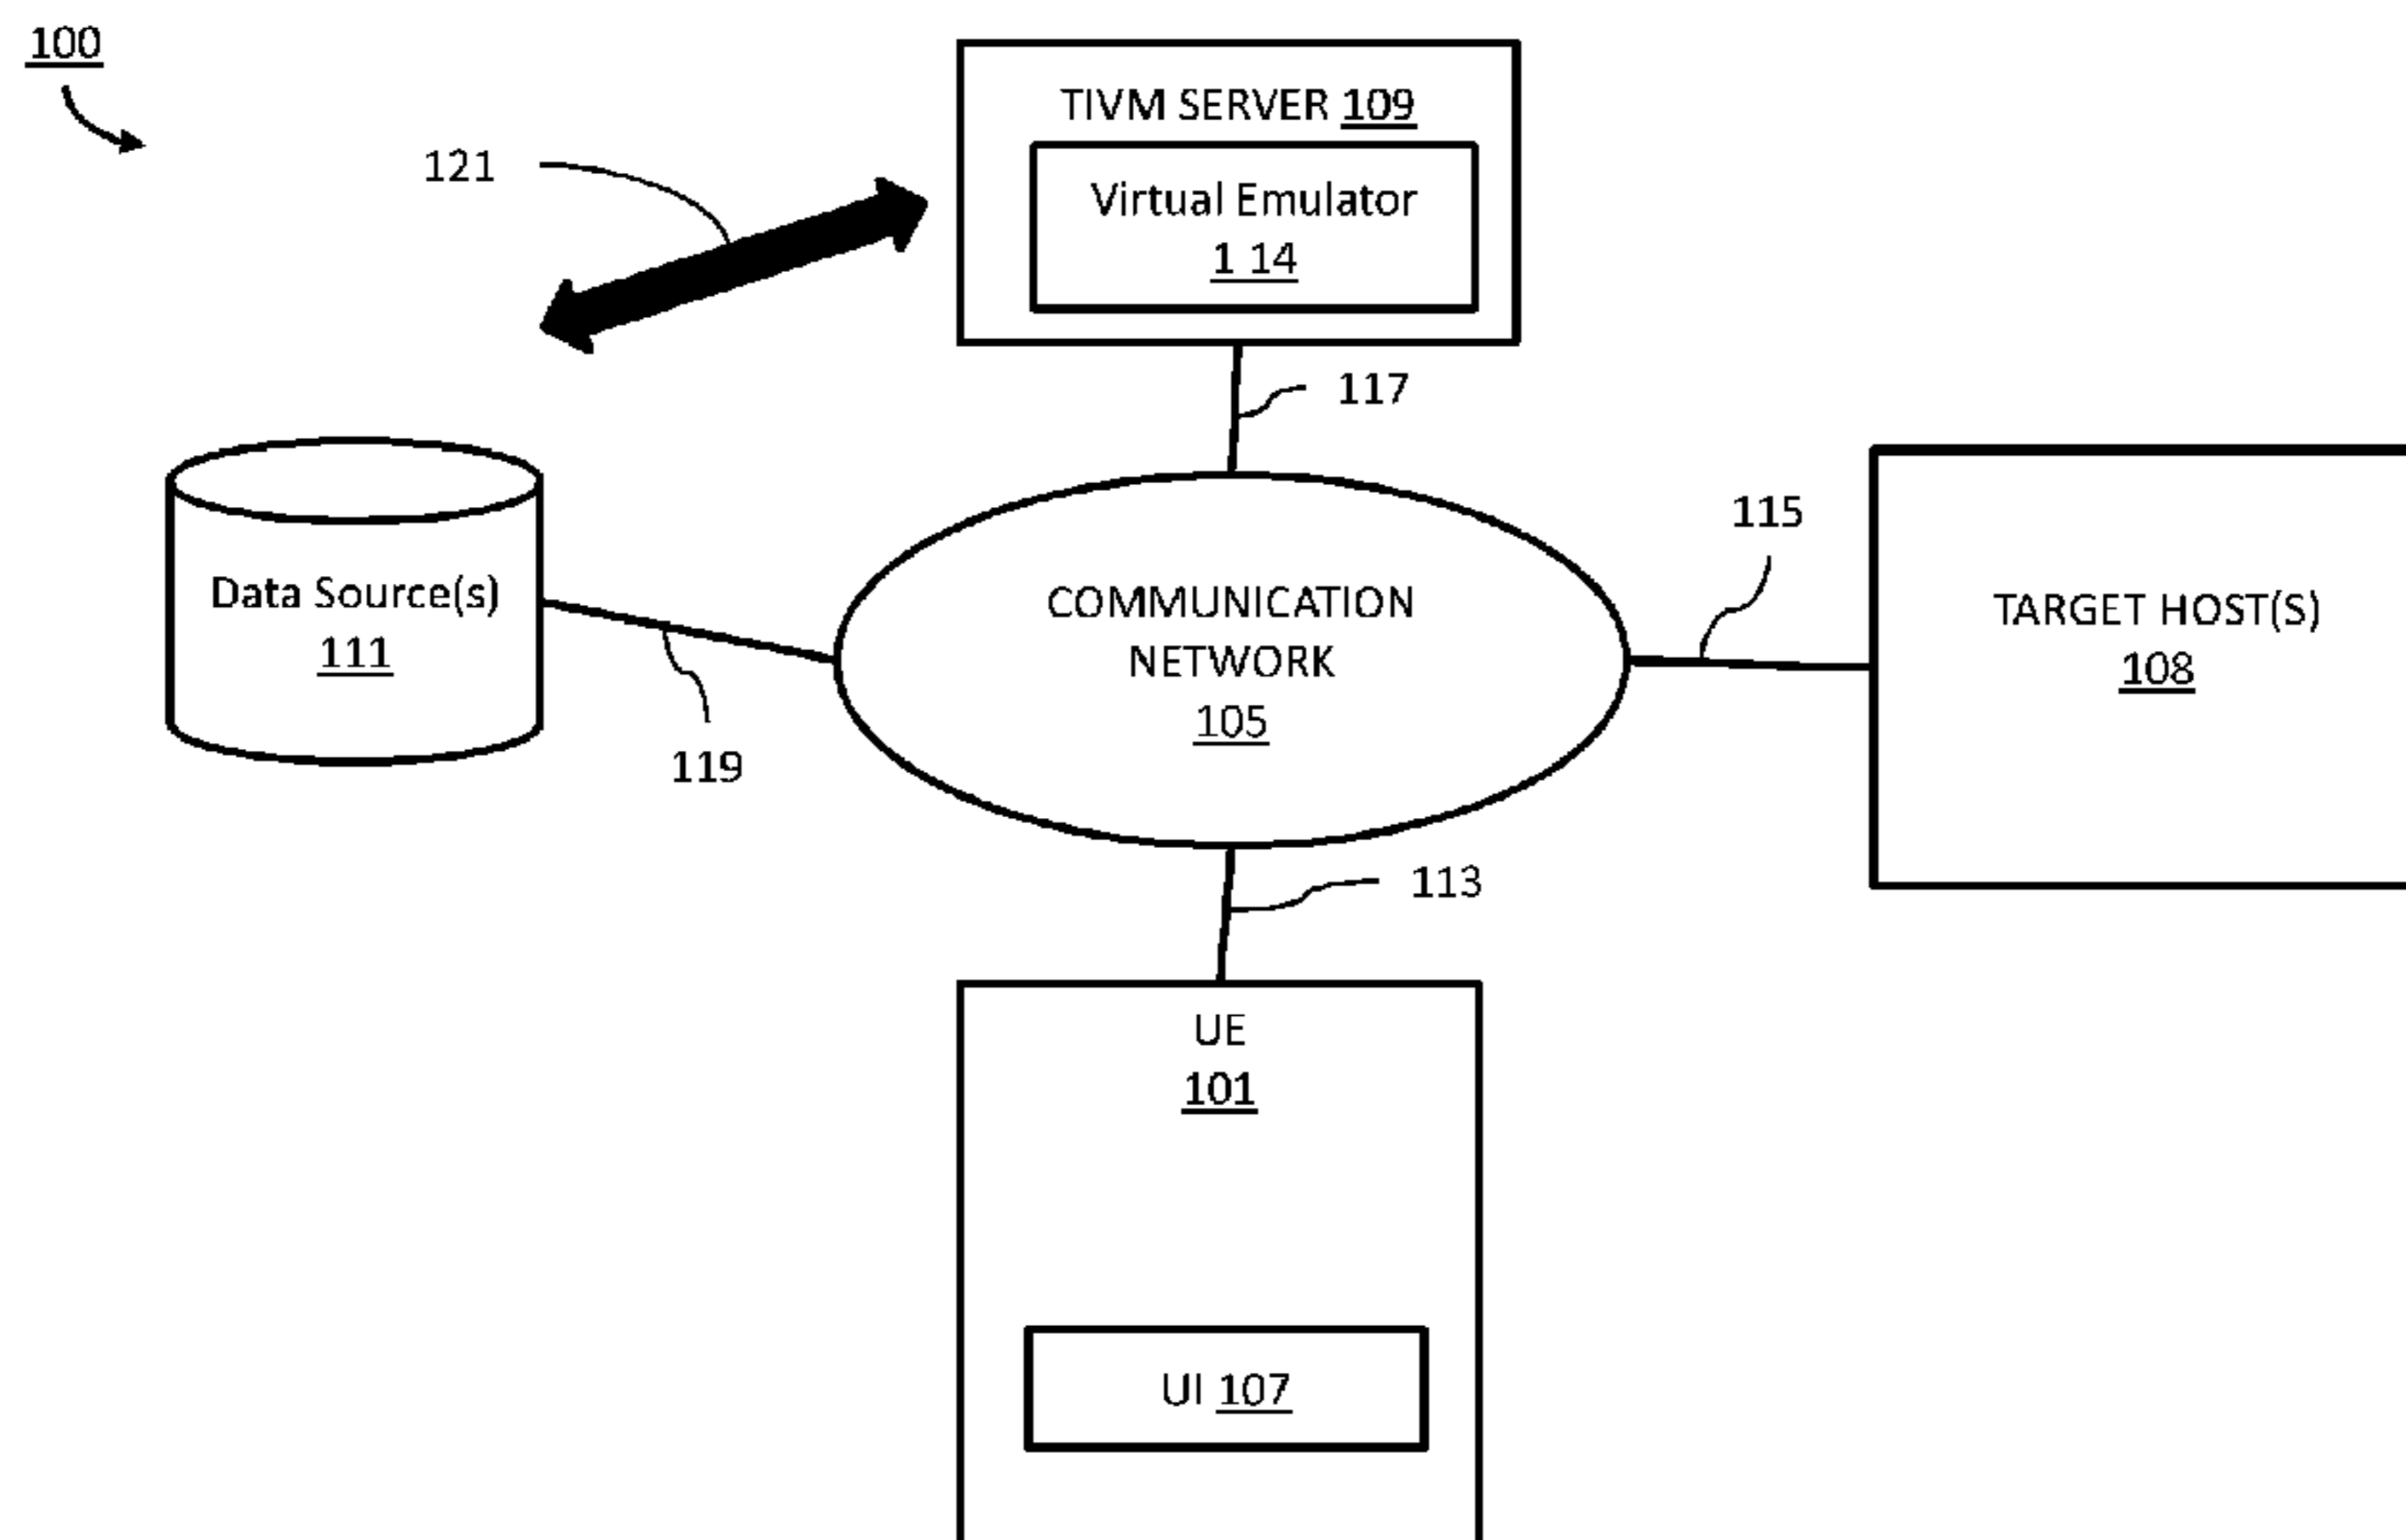 100
TIVM SERVER 109
121
Virtual Emulator
1 14
117
115
Data Source(s)
111
COMMUNICATION
NETWORK
105
TARGET HOST(S)
108
119
113
UE
101
UI 107